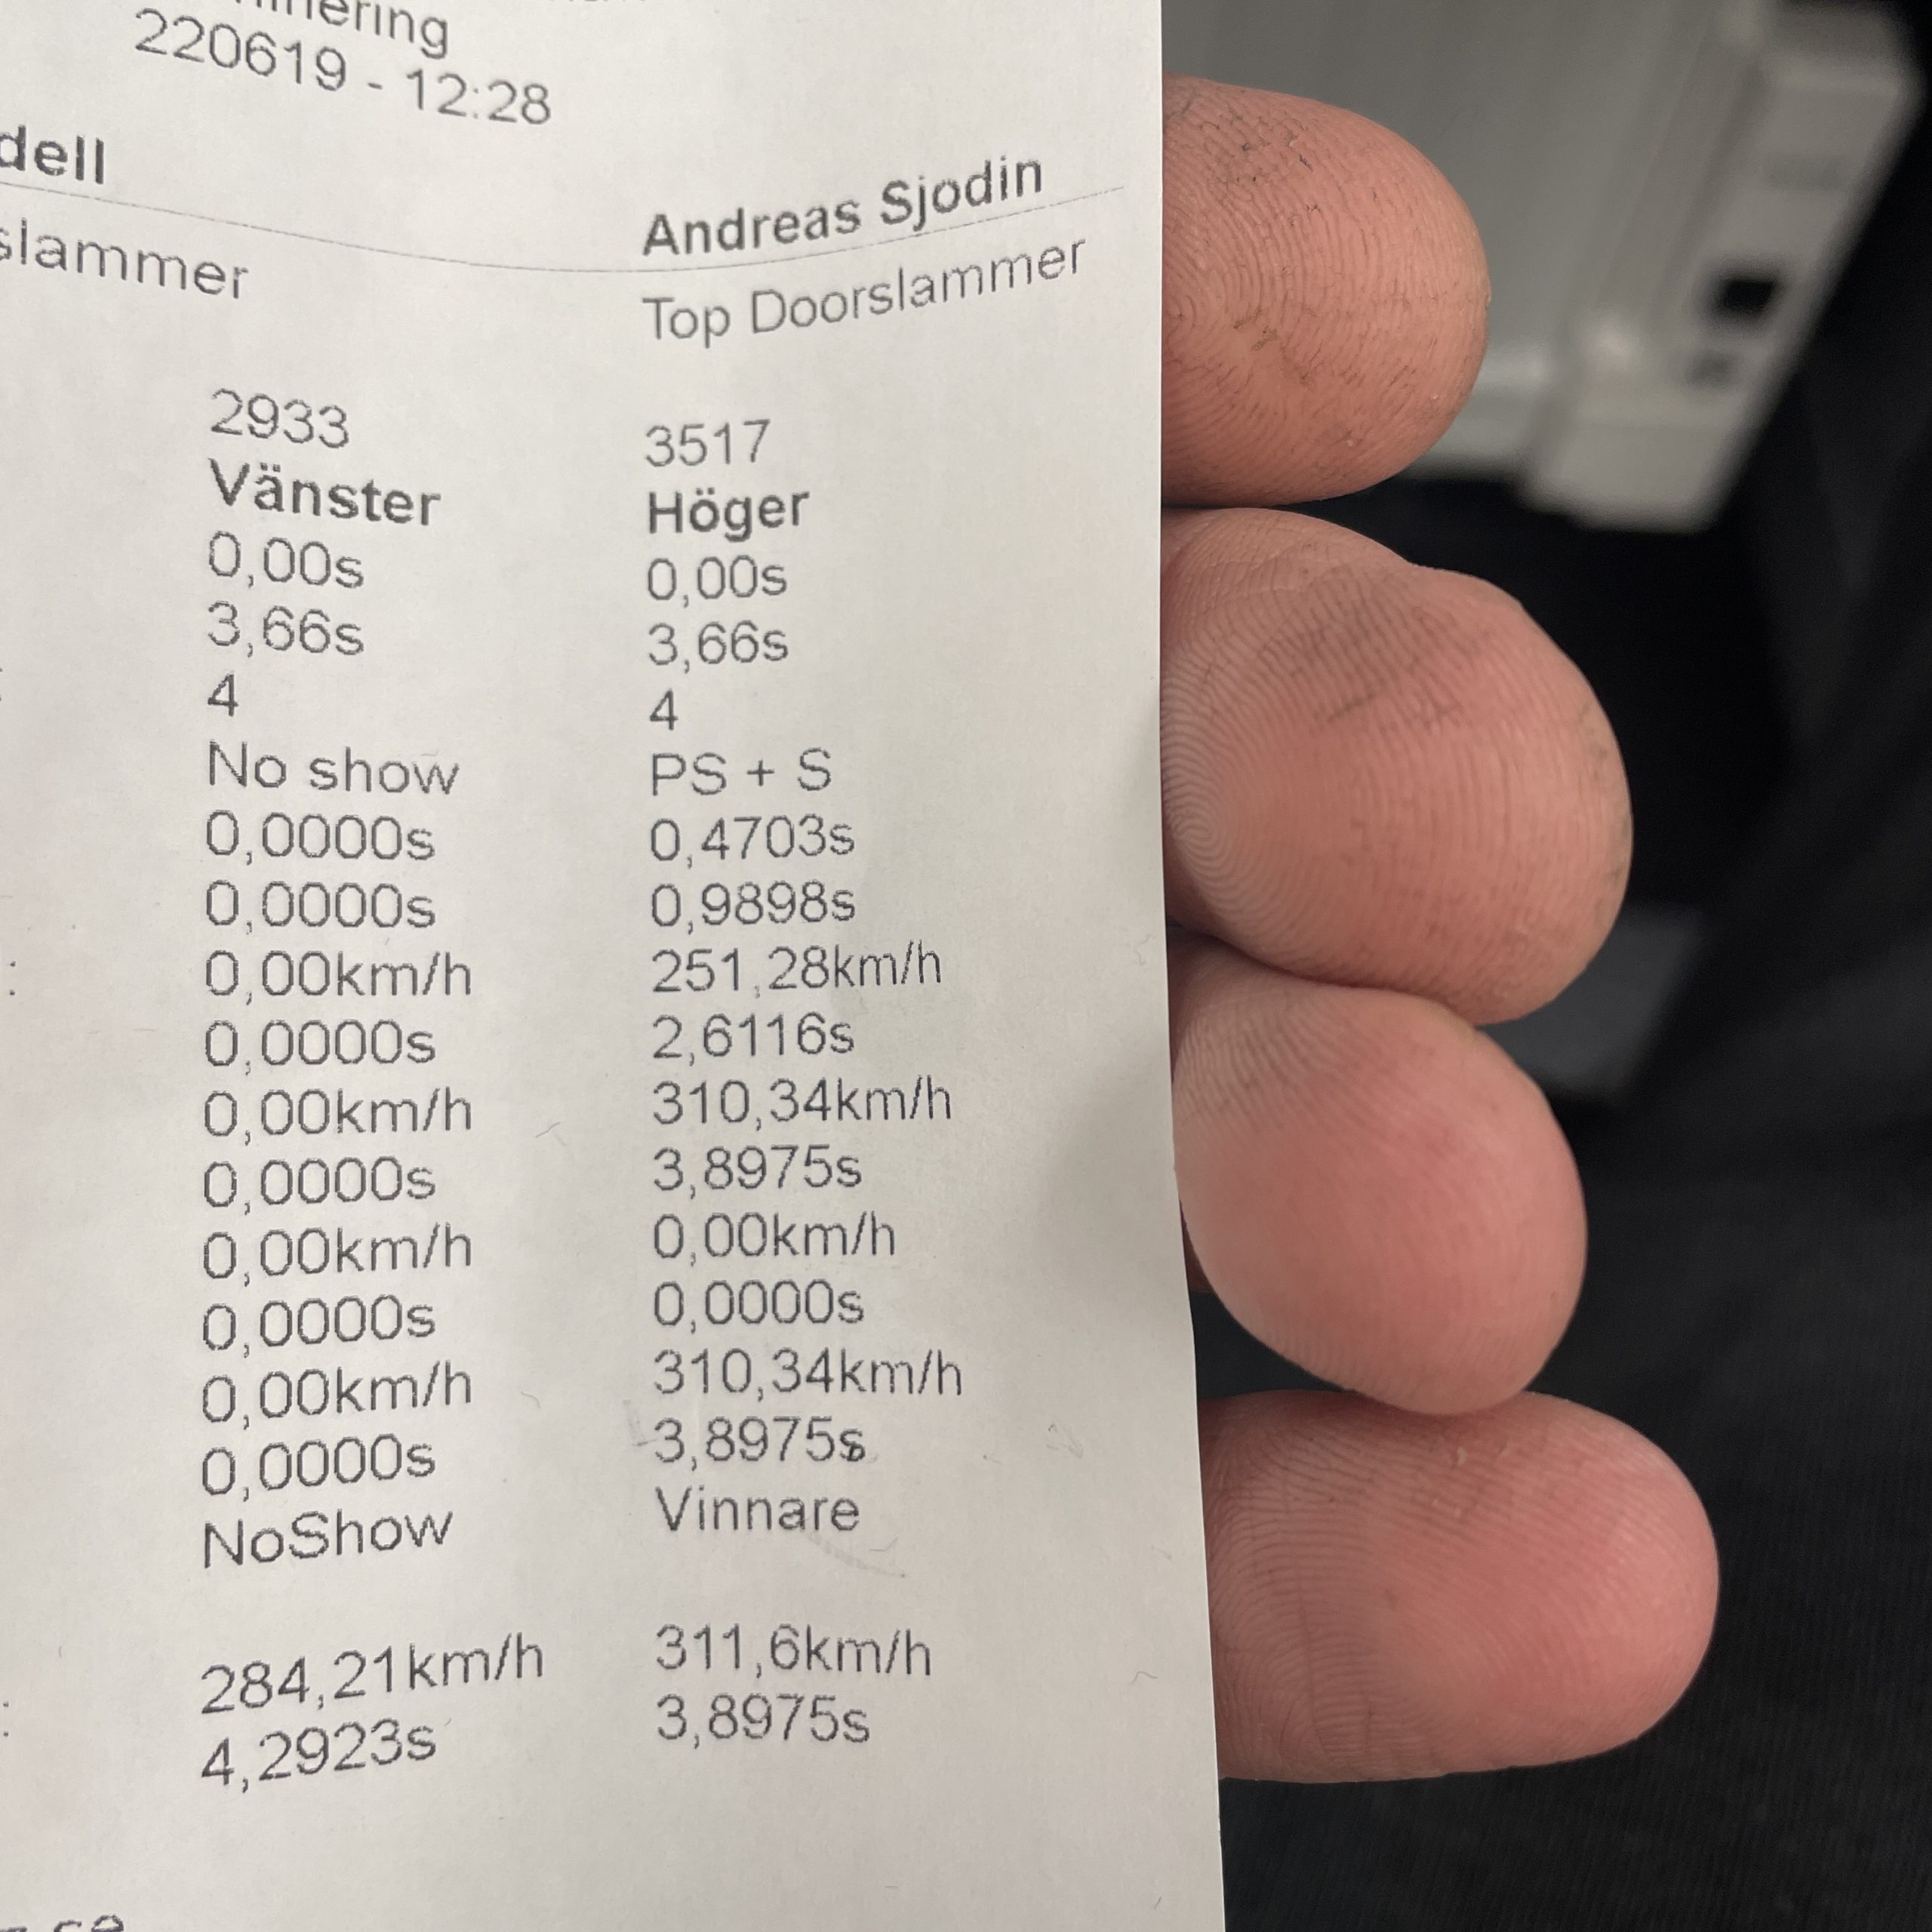 220619 - 12:28
dell Andreas Sjodin
slammer Top Doorslammer
2933 3517
Vänster Höger
0,00s 0,00s
3,66s 3,66s
4 4
No show PS + S
0,0000s 0,4703s
0,0000s 0,9898s
: 0,00km/h 251,28km/h
0,0000s 2,6116s
0,00km/h 310,34km/h
0,0000s 3,8975s
0,00km/h 0,00km/h
0,0000s 0,0000s
0,00km/h 310,34km/h
0,0000s 3,8975s
NoShow Vinnare
284,21km/h 311,6km/h
: 4,2923s 3,8975s